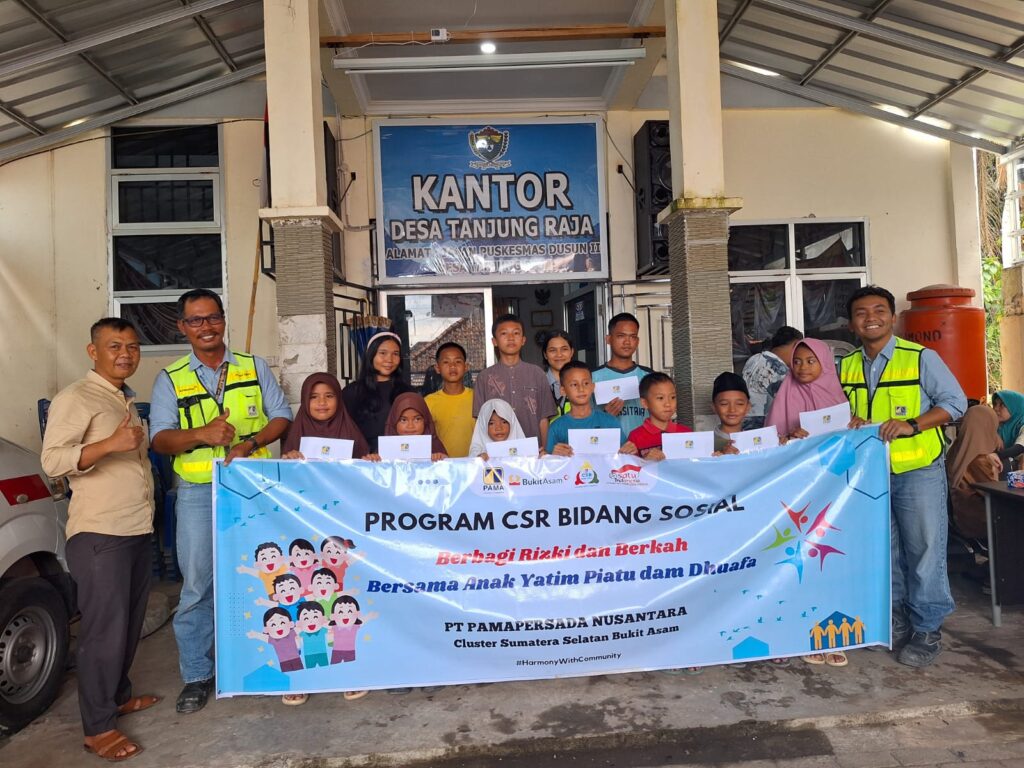 KANTOR
DESA TANJUNG RAJA
ALAMAT PUSKESMAS DUSUN II
PAMA
BukitAsam
PROGRAM CSR BIDANG SOSIAL
Berbagi Rizki dan Berkah
Bersama Anak Yatim Piatu dam Dhuafa
PT PAMAPERSADA NUSANTARA
Cluster Sumatera Selatan Bukit Asam
#HarmonyWithCommunity